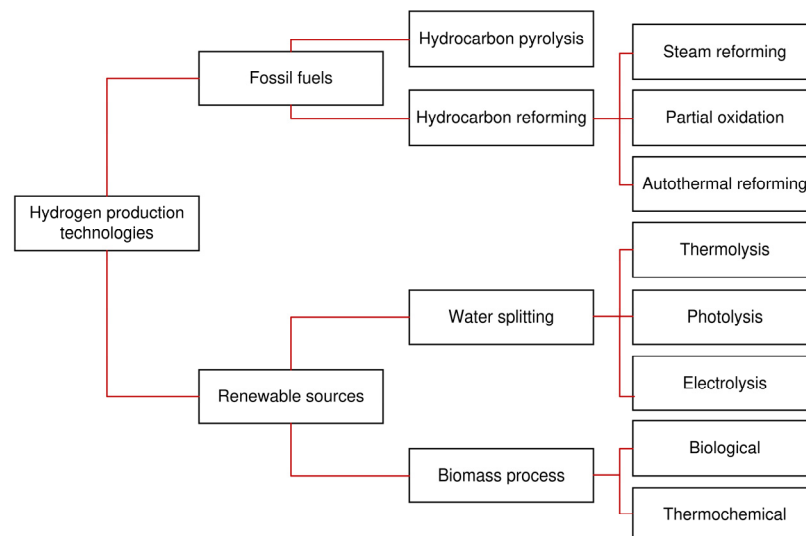 Hydrocarbon pyrolysis
Steam reforming
Fossil fuels
Hydrocarbon reforming
Partial oxidation
Autothermal reforming
Hydrogen production
technologies
Thermolysis
Water splitting
Photolysis
Renewable sources
Electrolysis
Biological
Biomass process
Thermochemical